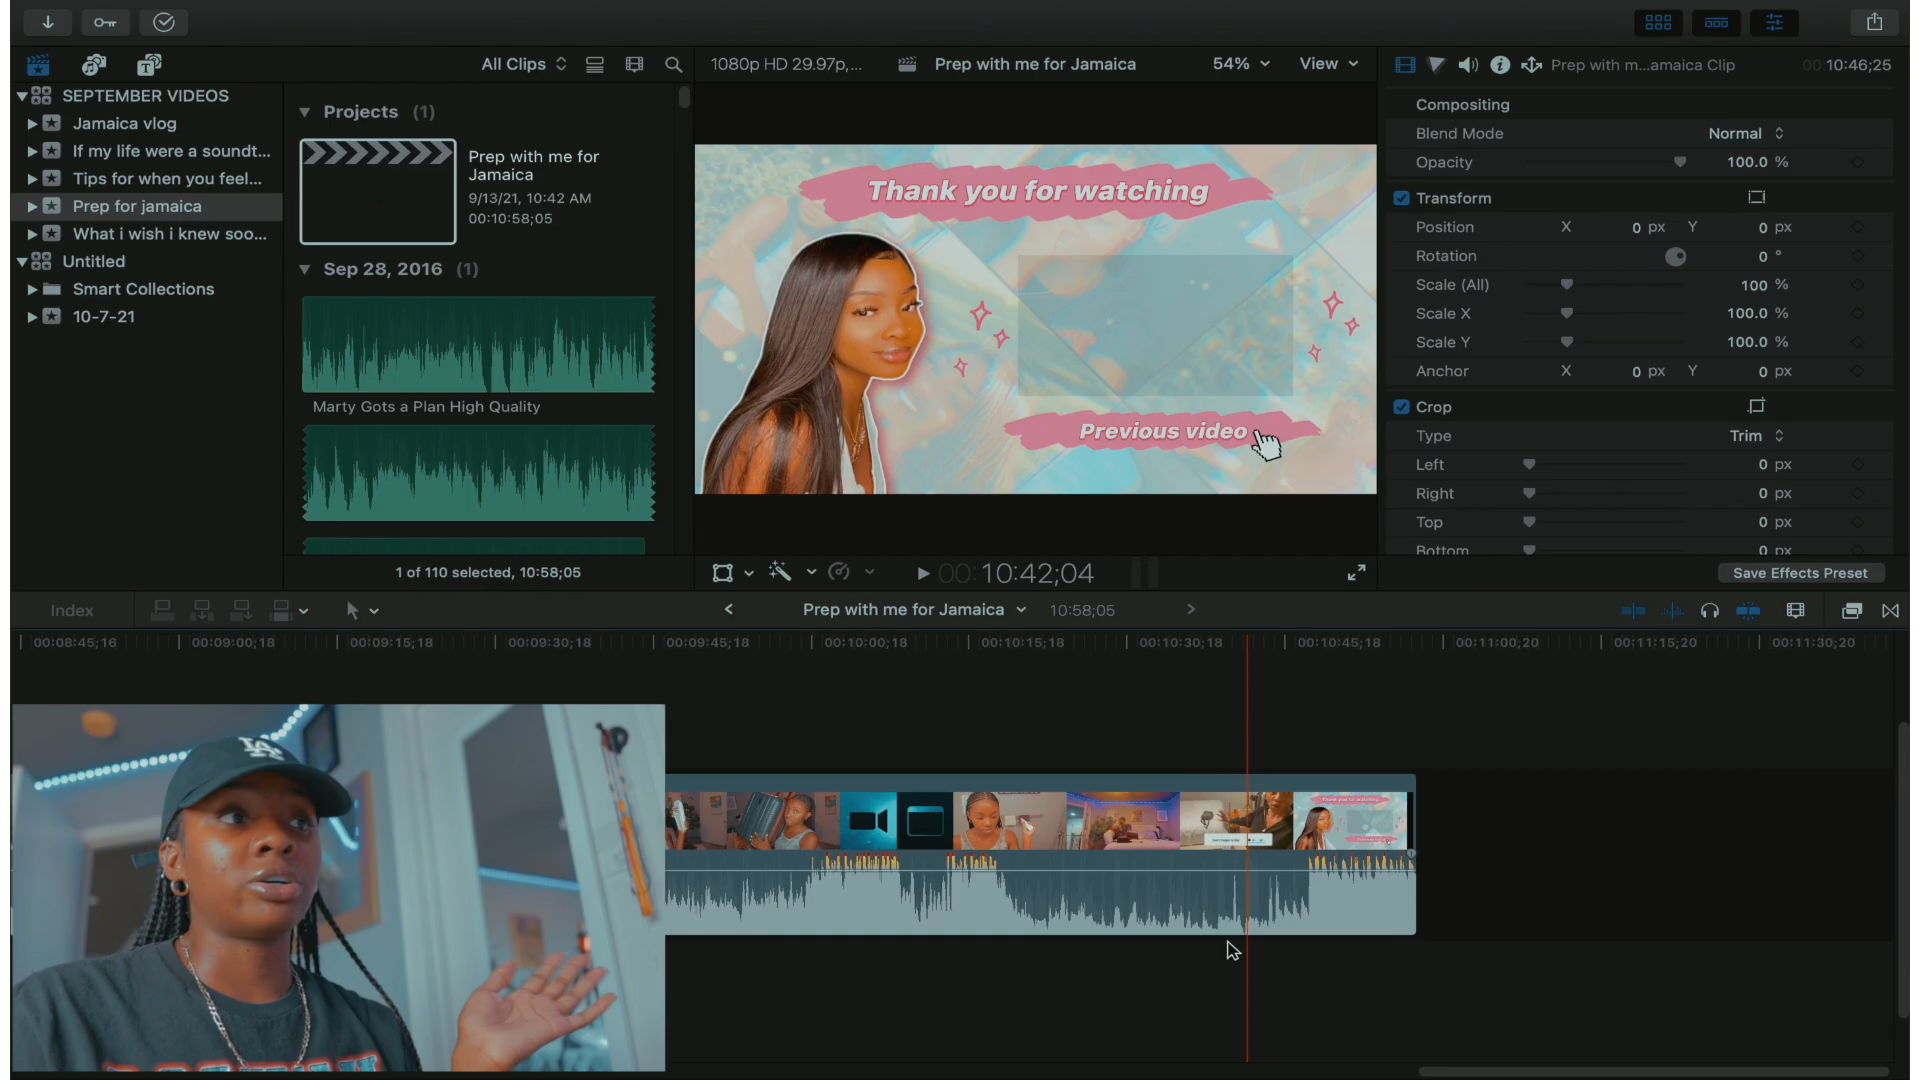 All Clips
1080p HD 29.97p,...
Prep with me for Jamaica
54%
View
Prep with m...amaica Clip
00:10:46;25
SEPTEMBER VIDEOS
Jamaica vlog
If my life were a soundt...
Tips for when you feel...
Prep for jamaica
What i wish i knew soo...
Untitled
Smart Collections
10-7-21
Projects (1)
Prep with me for
Jamaica
9/13/21, 10:42 AM
00:10:58;05
Sep 28, 2016 (1)
Marty Gots a Plan High Quality
1 of 110 selected, 10:58;05
Thank you for watching
Previous video
Compositing
Blend Mode Normal
Opacity 100.0 %
Transform
Position X 0 px Y 0 px
Rotation 0 °
Scale (All) 100 %
Scale X 100.0 %
Scale Y 100.0 %
Anchor X 0 px Y 0 px
Crop
Type Trim
Left 0 px
Right 0 px
Top 0 px
Bottom 0 px
00:10:42;04
Save Effects Preset
Index
Prep with me for Jamaica 10:58;05
00:08:45;16 00:09:00;18 00:09:15;18 00:09:30;18 00:09:45;18 00:10:00;18 00:10:15;18 00:10:30;18 00:10:45;18 00:11:00;20 00:11:15;20 00:11:30;20
Thank you for watching
LA